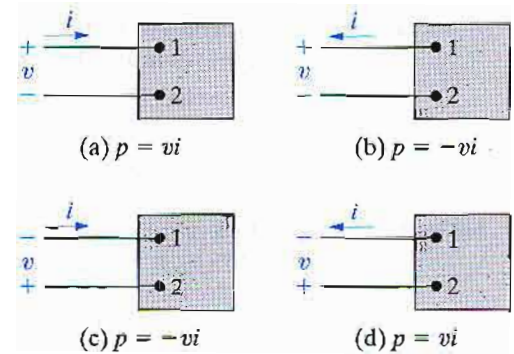 i i
+ 1 + 1
v v
− 2 − 2
(a) p = vi (b) p = −vi
i i
− 1 − 1
v v
+ 2 + 2
(c) p = −vi (d) p = vi